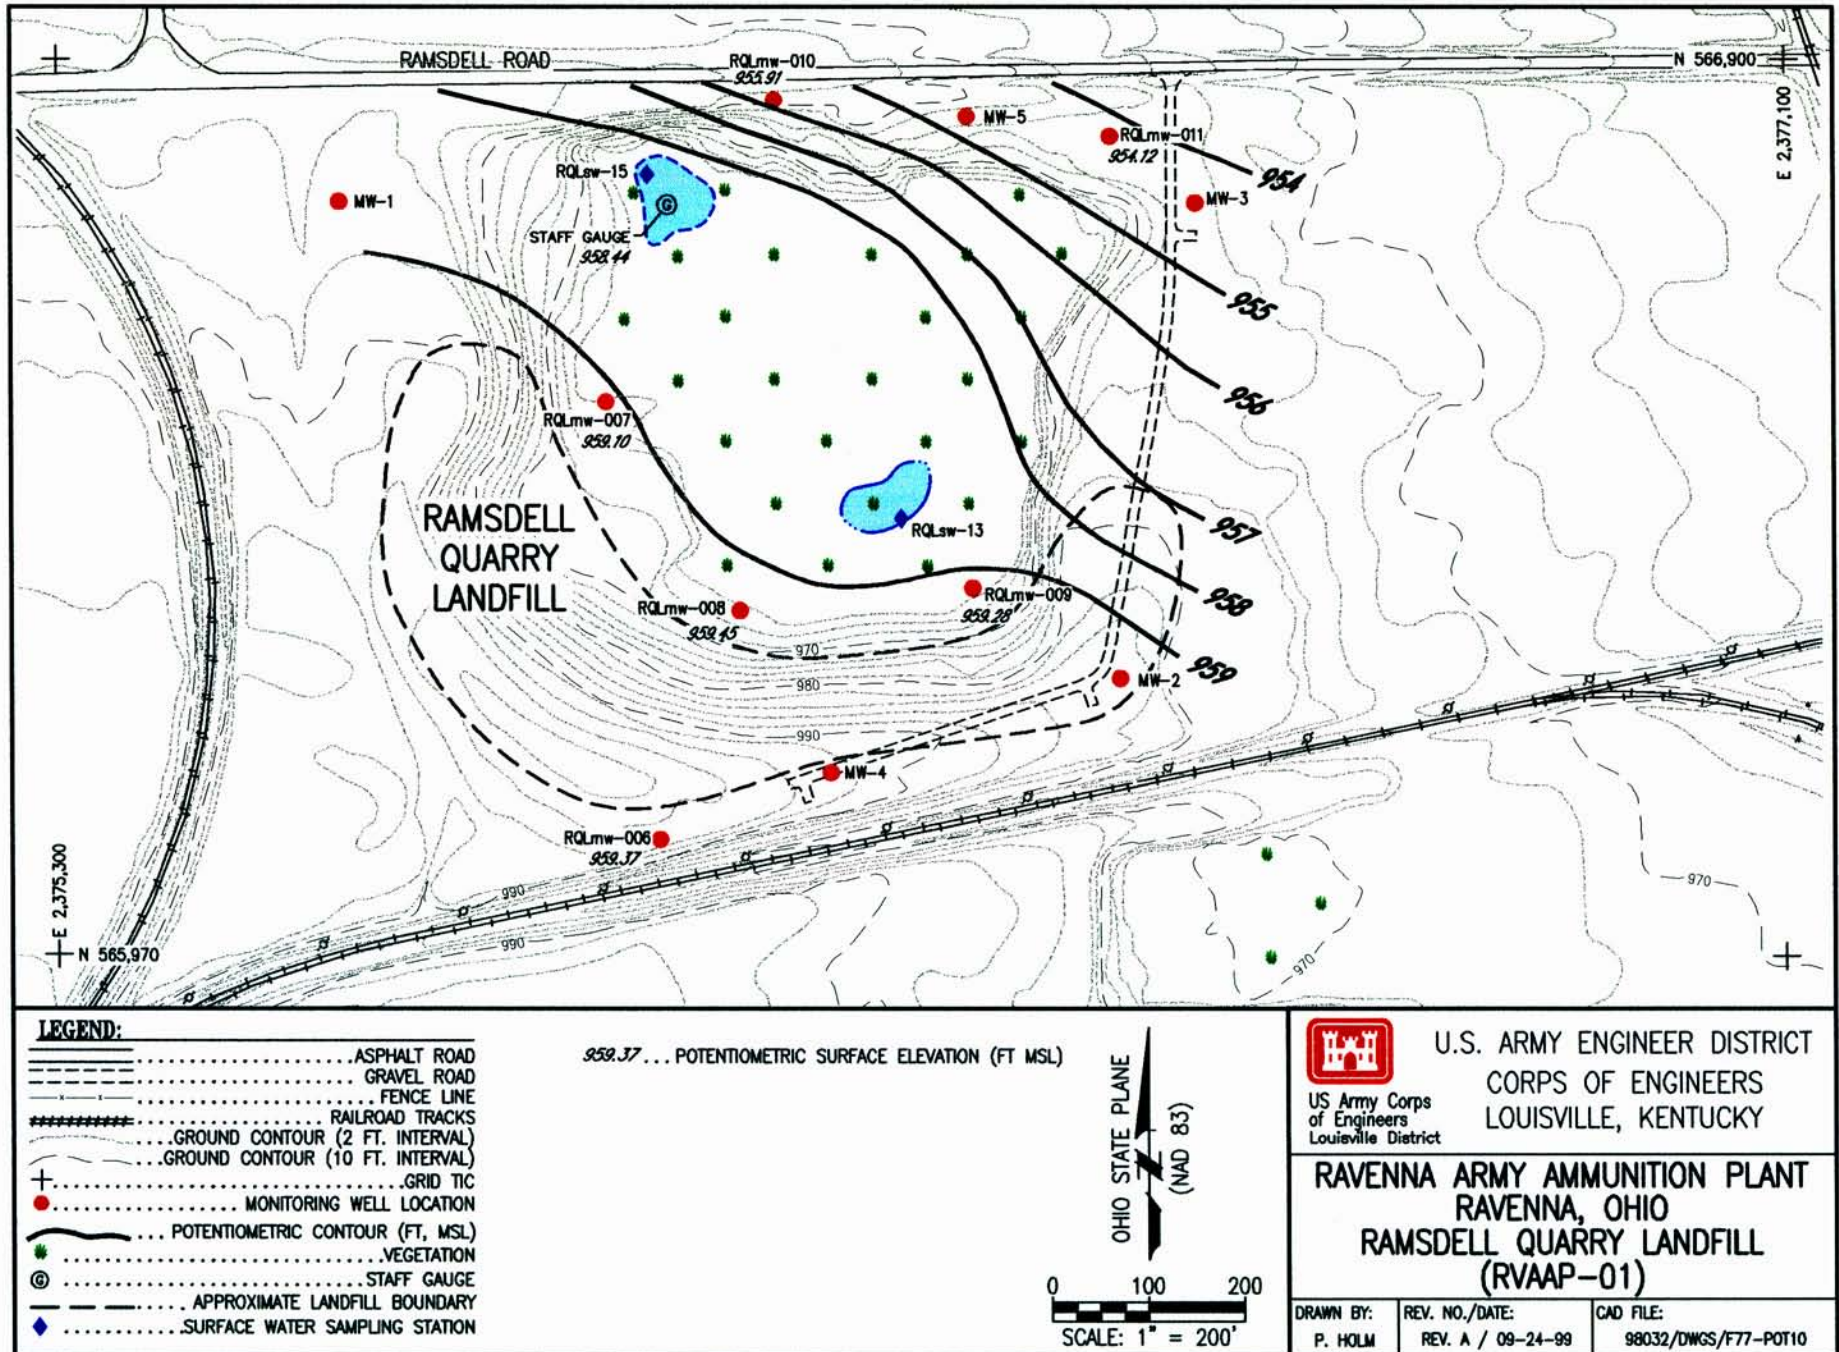 RAMSDELL ROAD
RQLmw-010
955.91
N 566,900
E 2,377,100
MW-5
RQLmw-011
954.12
954
RQLsw-15
MW-1
MW-3
G
STAFF GAUGE
958.44
955
956
RQLmw-007
959.10
RAMSDELL
QUARRY
LANDFILL
RQLsw-13
957
958
RQLmw-008
959.45
RQLmw-009
959.28
970
959
980
MW-2
990
MW-4
RQLmw-006
959.37
990
970
990
970
E 2,375,300
N 565,970
LEGEND:
ASPHALT ROAD
GRAVEL ROAD
FENCE LINE
RAILROAD TRACKS
GROUND CONTOUR (2 FT. INTERVAL)
GROUND CONTOUR (10 FT. INTERVAL)
GRID TIC
MONITORING WELL LOCATION
POTENTIOMETRIC CONTOUR (FT, MSL)
VEGETATION
G STAFF GAUGE
APPROXIMATE LANDFILL BOUNDARY
SURFACE WATER SAMPLING STATION
959.37... POTENTIOMETRIC SURFACE ELEVATION (FT MSL)
OHIO STATE PLANE
(NAD 83)
0 100 200
SCALE: 1" = 200'
US Army Corps
of Engineers
Louisville District
U.S. ARMY ENGINEER DISTRICT
CORPS OF ENGINEERS
LOUISVILLE, KENTUCKY
RAVENNA ARMY AMMUNITION PLANT
RAVENNA, OHIO
RAMSDELL QUARRY LANDFILL
(RVAAP-01)
DRAWN BY:
P. HOLM
REV. NO./DATE:
REV. A / 09-24-99
CAD FILE:
98032/DWGS/F77-POT10